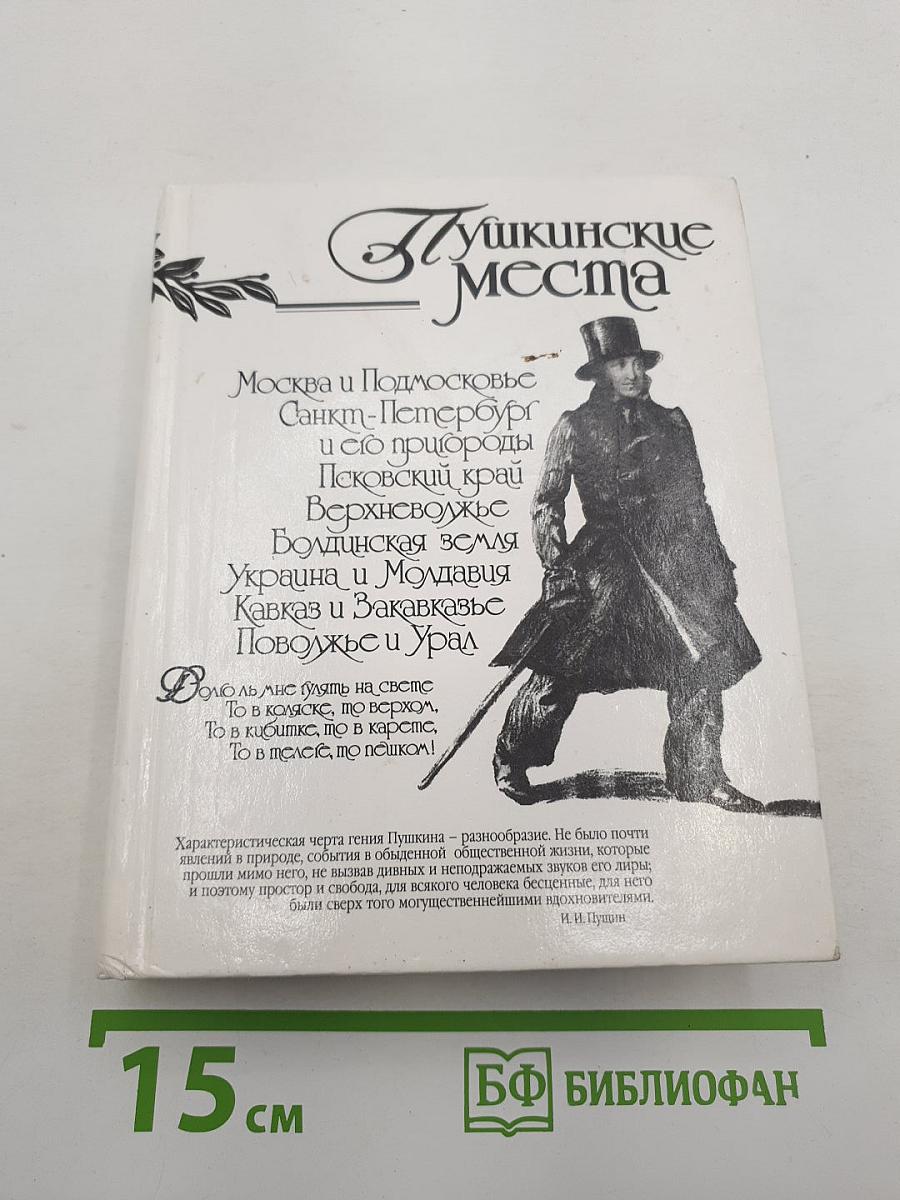 Пушкинские
места
Москва и Подмосковье
Санкт-Петербург
и его пригороды
Псковский край
Верхневолжье
Болдинская земля
Украина и Молдавия
Кавказ и Закавказье
Поволжье и Урал
Долго ль мне гулять на свете
То в коляске, то верхом,
То в кибитке, то в карете,
То в телеге, то пешком!
Характеристическая черта гения Пушкина – разнообразие. Не было почти
явлений в природе, события в обыденной общественной жизни, которые
прошли мимо него, не вызвав дивных и неподражаемых звуков его лиры;
и поэтому простор и свобода, для всякого человека бесценные, для него
были сверх того могущественнейшими вдохновителями.
И. И. Пущин
15 см
БФ БИБЛИОФАН